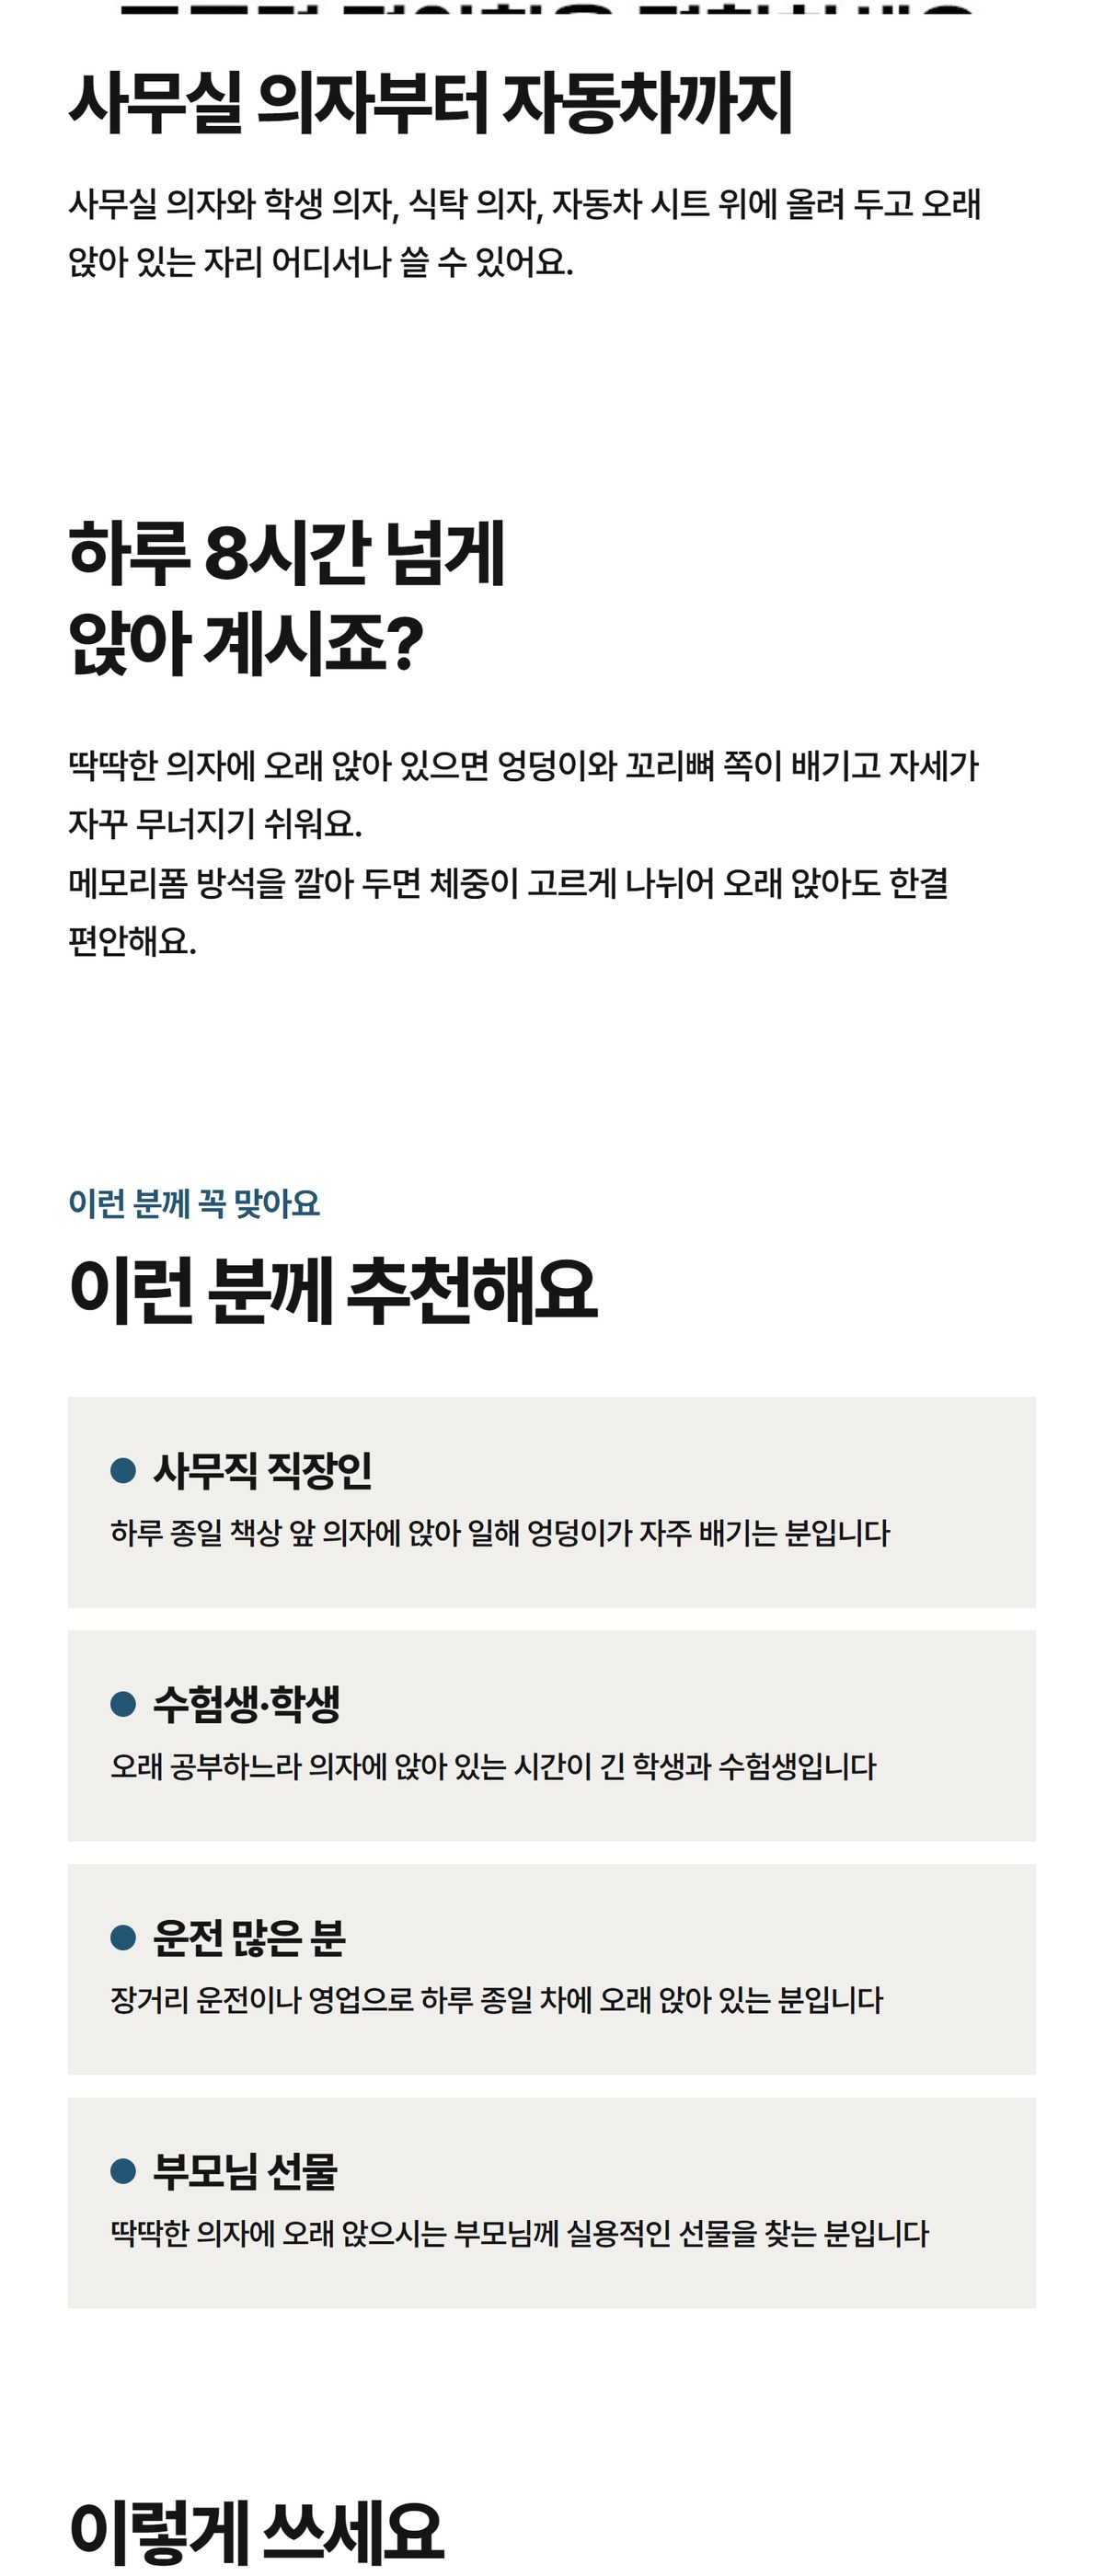 사무실 의자부터 자동차까지
사무실 의자와 학생 의자, 식탁 의자, 자동차 시트 위에 올려 두고 오래
앉아 있는 자리 어디서나 쓸 수 있어요.
하루 8시간 넘게
앉아 계시죠?
딱딱한 의자에 오래 앉아 있으면 엉덩이와 꼬리뼈 쪽이 배기고 자세가
자꾸 무너지기 쉬워요.
메모리폼 방석을 깔아 두면 체중이 고르게 나뉘어 오래 앉아도 한결
편안해요.
이런 분께 꼭 맞아요
이런 분께 추천해요
사무직 직장인
하루 종일 책상 앞 의자에 앉아 일해 엉덩이가 자주 배기는 분입니다
수험생·학생
오래 공부하느라 의자에 앉아 있는 시간이 긴 학생과 수험생입니다
운전 많은 분
장거리 운전이나 영업으로 하루 종일 차에 오래 앉아 있는 분입니다
부모님 선물
딱딱한 의자에 오래 앉으시는 부모님께 실용적인 선물을 찾는 분입니다
이렇게 쓰세요